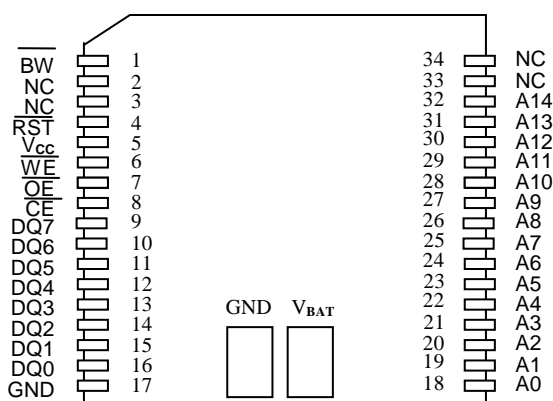 BW 1 34 NC
NC 2 33 NC
NC 3 32 A14
RST 4 31 A13
Vcc 5 30 A12
WE 6 29 A11
OE 7 28 A10
CE 8 27 A9
DQ7 9 26 A8
DQ6 10 25 A7
DQ5 11 24 A6
DQ4 12 23 A5
DQ3 13 22 A4
DQ2 14 21 A3
DQ1 15 20 A2
DQ0 16 19 A1
GND 17 18 A0
GND VBAT